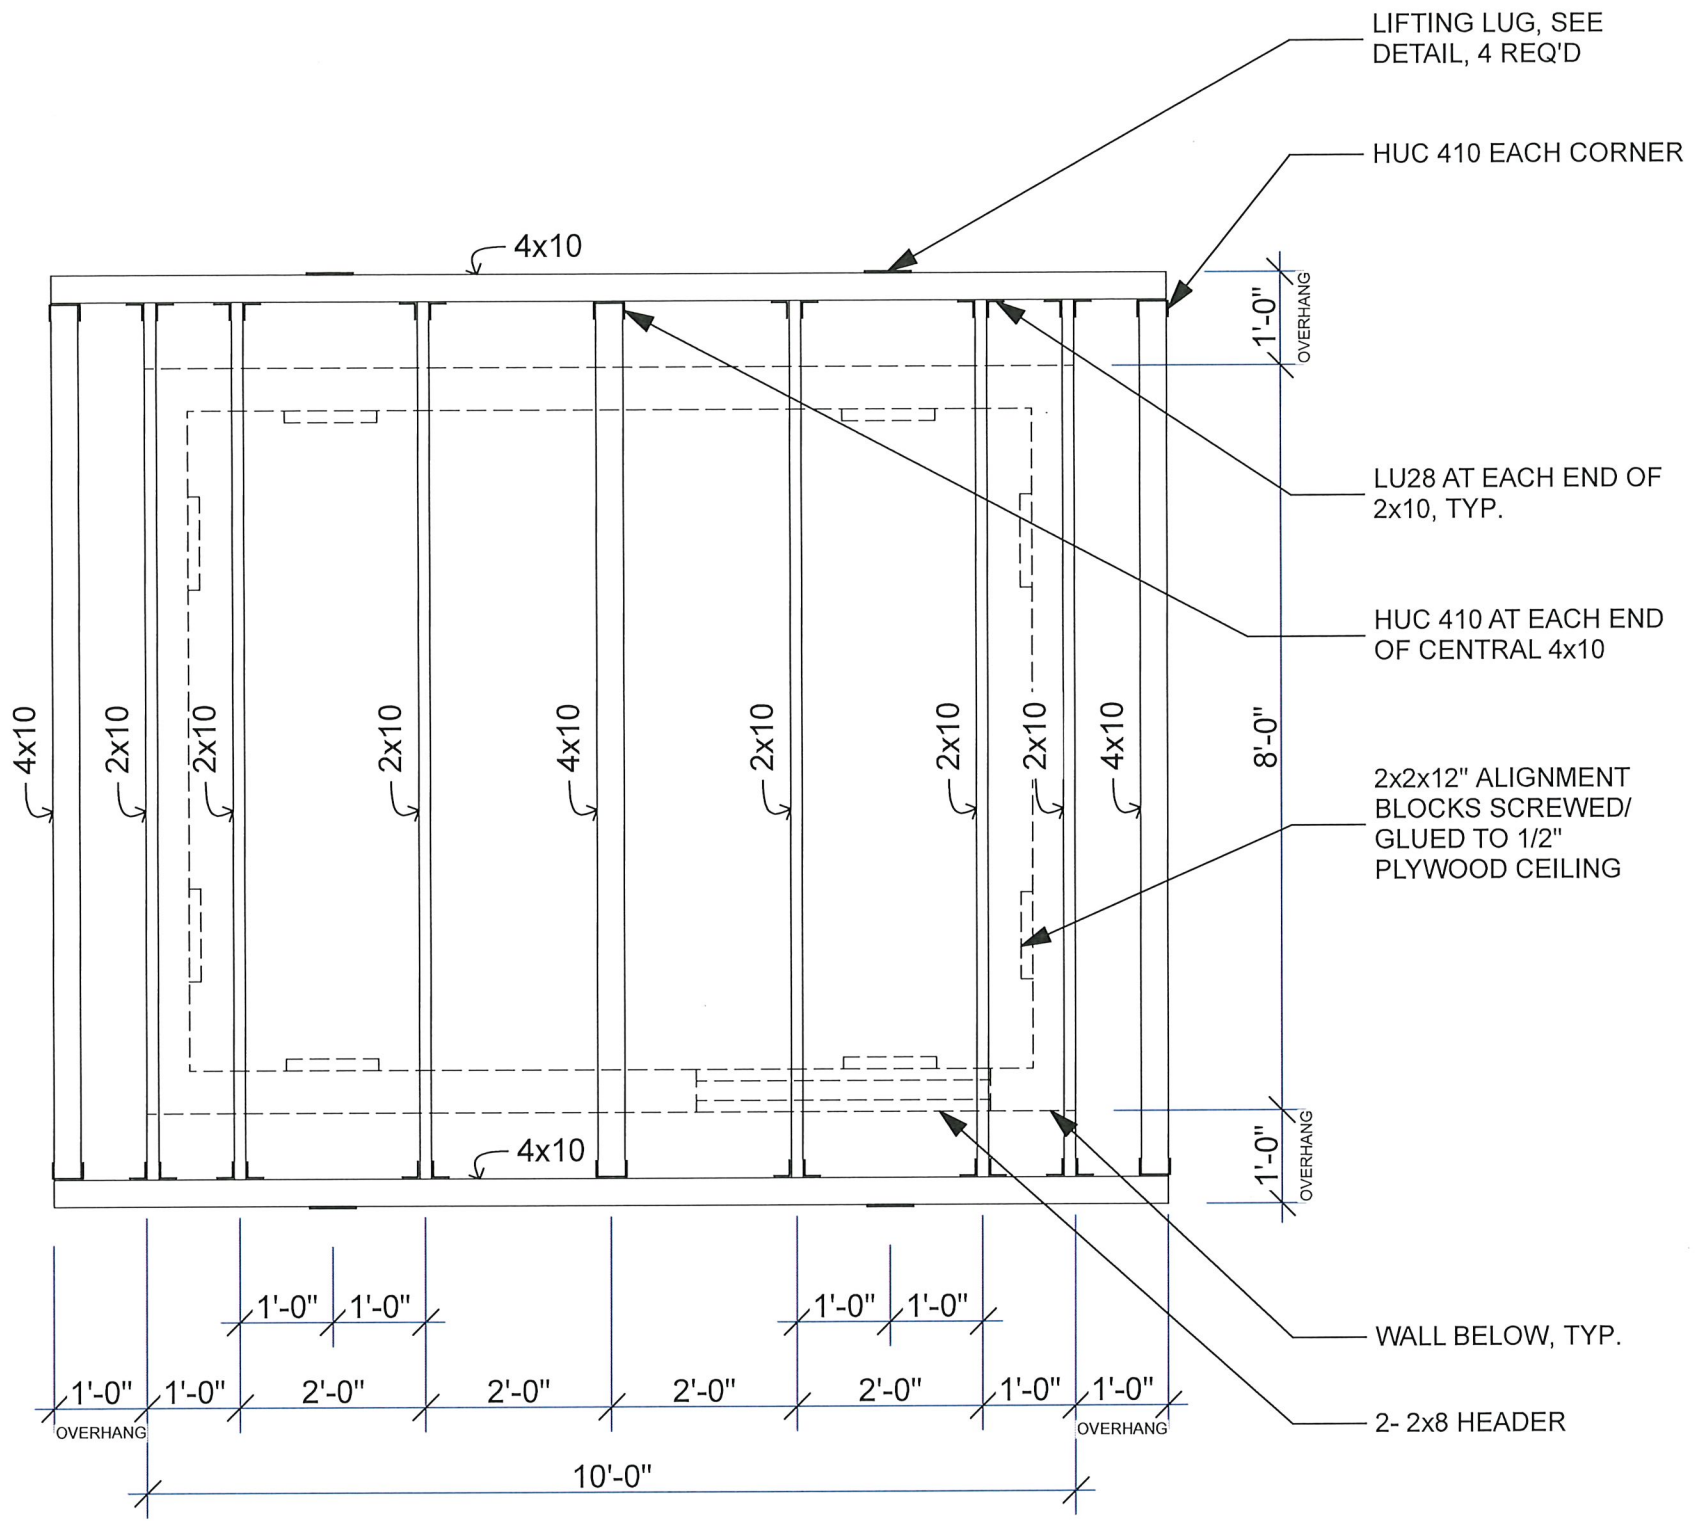 LIFTING LUG, SEE
DETAIL, 4 REQ'D
HUC 410 EACH CORNER
4x10
1'-0"
OVERHANG
LU28 AT EACH END OF
2x10, TYP.
HUC 410 AT EACH END
OF CENTRAL 4x10
4x10
2x10
2x10
2x10
4x10
2x10
2x10
2x10
4x10
8'-0"
2x2x12" ALIGNMENT
BLOCKS SCREWED/
GLUED TO 1/2"
PLYWOOD CEILING
4x10
1'-0"
OVERHANG
1'-0"
1'-0"
1'-0"
1'-0"
WALL BELOW, TYP.
1'-0"
1'-0"
2'-0"
2'-0"
2'-0"
2'-0"
1'-0"
1'-0"
OVERHANG
OVERHANG
2- 2x8 HEADER
10'-0"